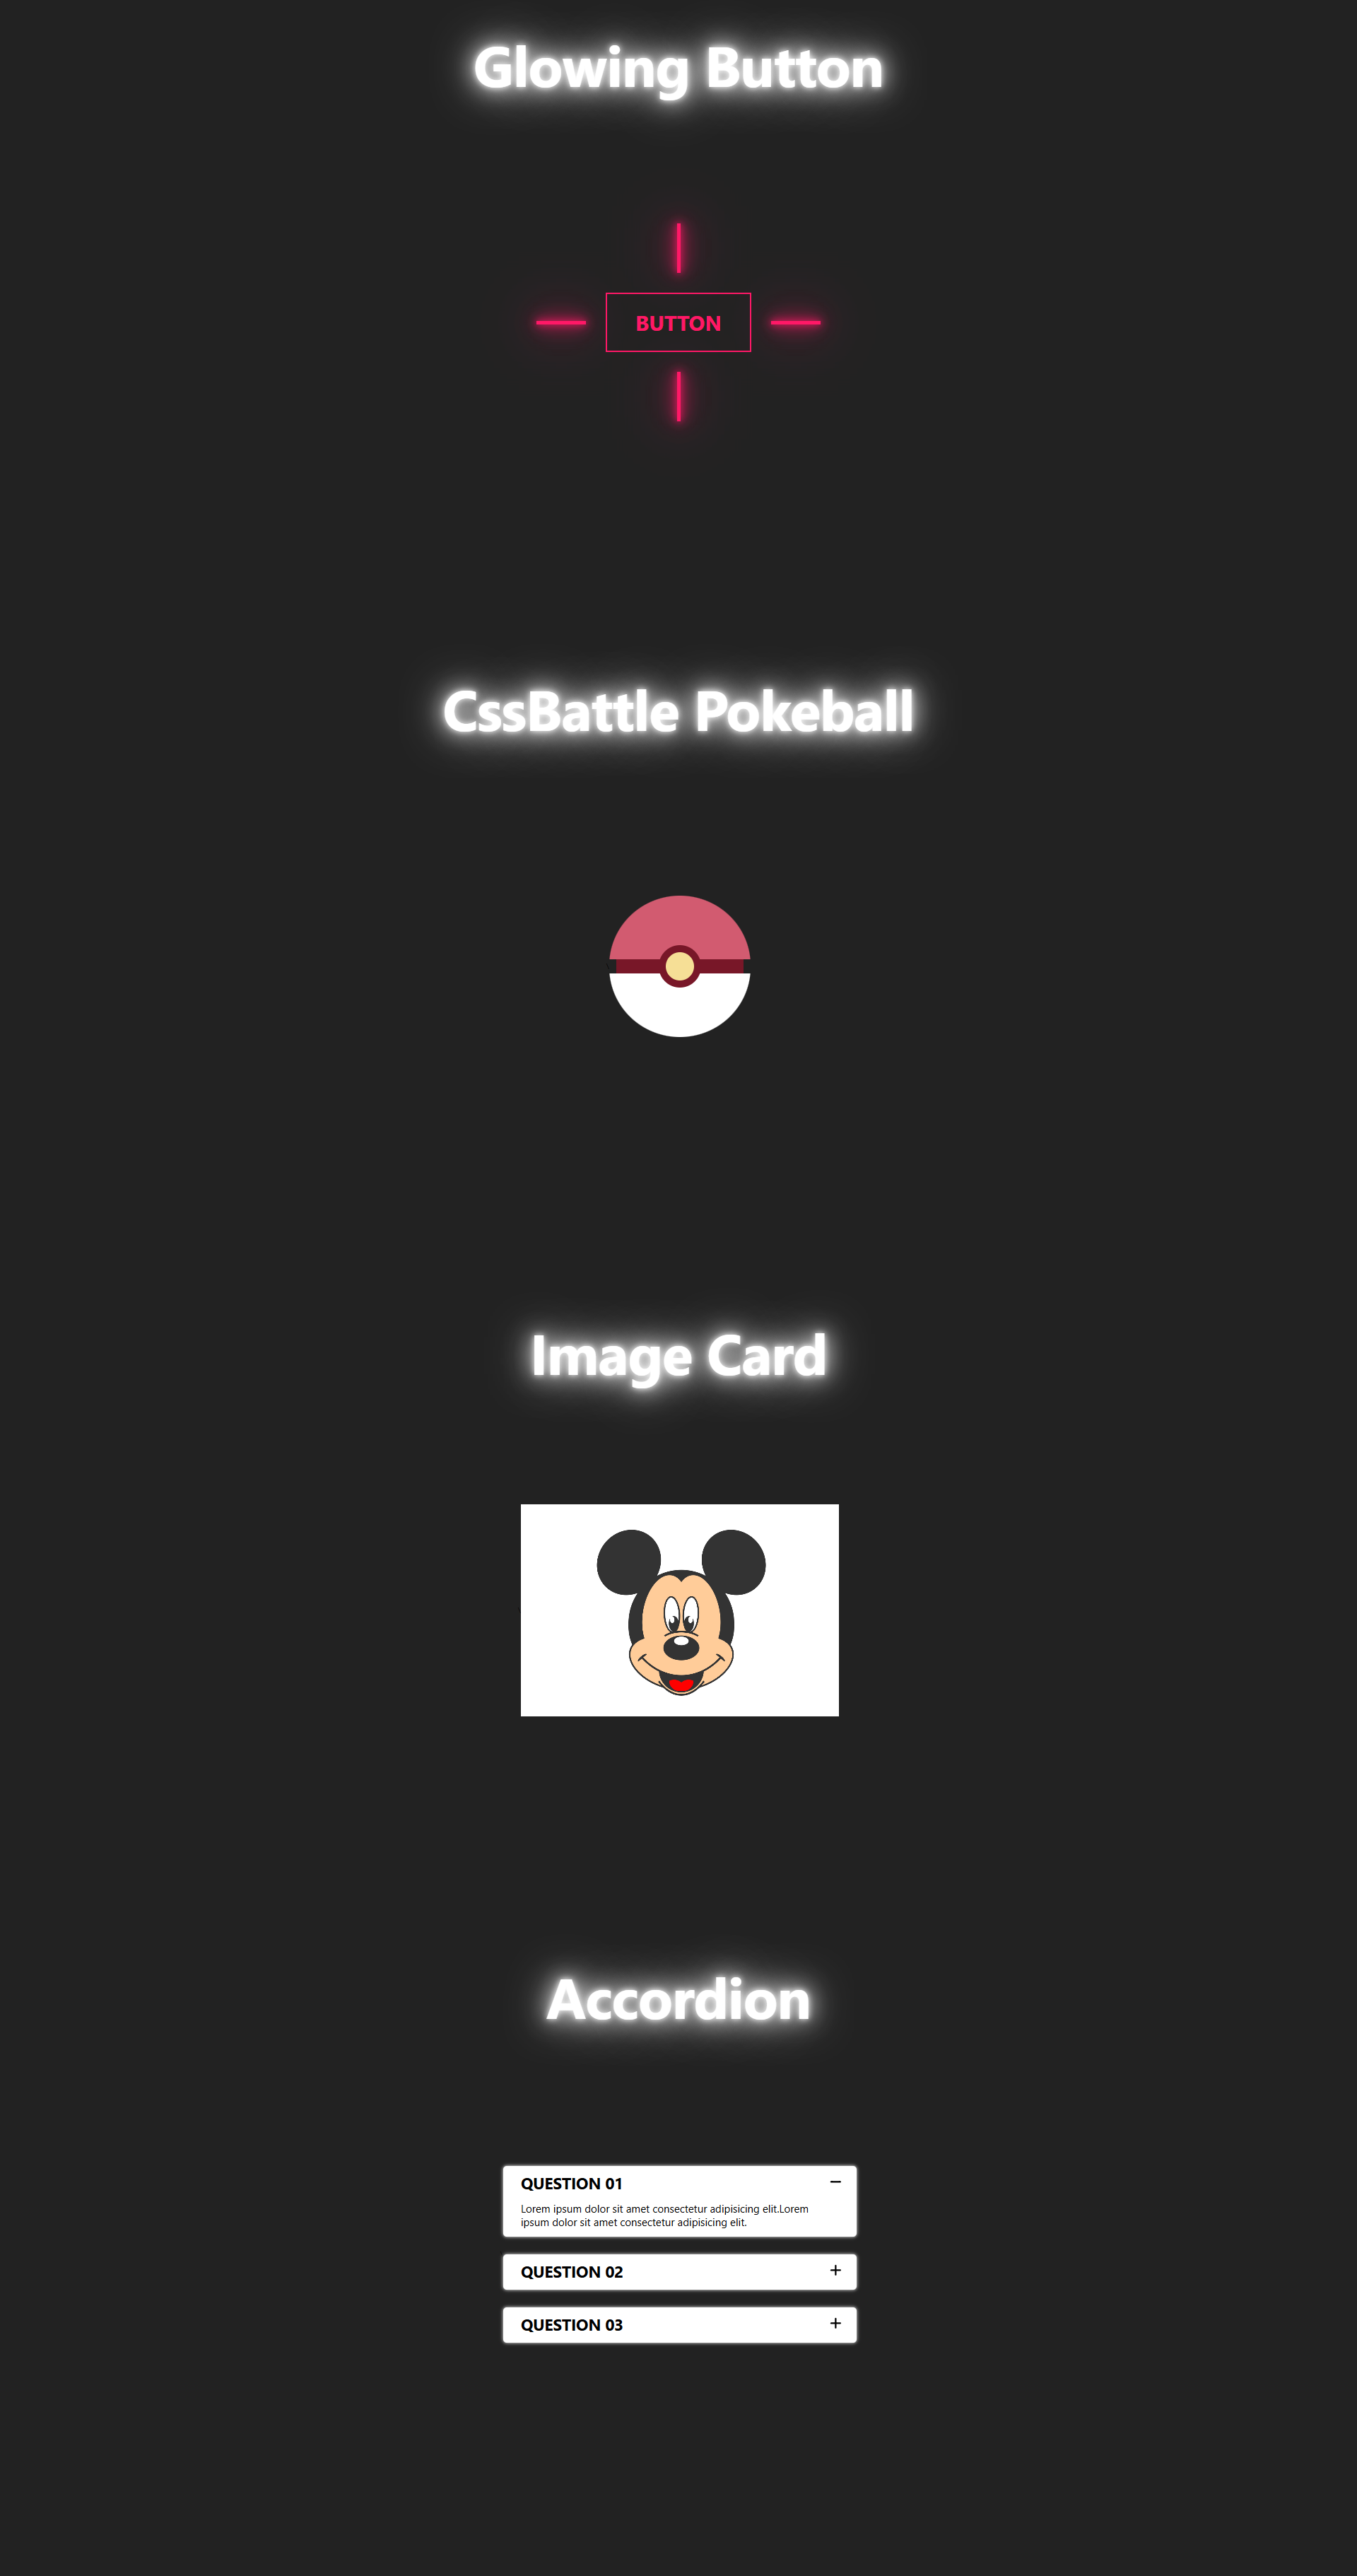 Glowing Button
BUTTON
CssBattle Pokeball
Image Card
Accordion
QUESTION 01
Lorem ipsum dolor sit amet consectetur adipisicing elit.Lorem
ipsum dolor sit amet consectetur adipisicing elit.
QUESTION 02
QUESTION 03